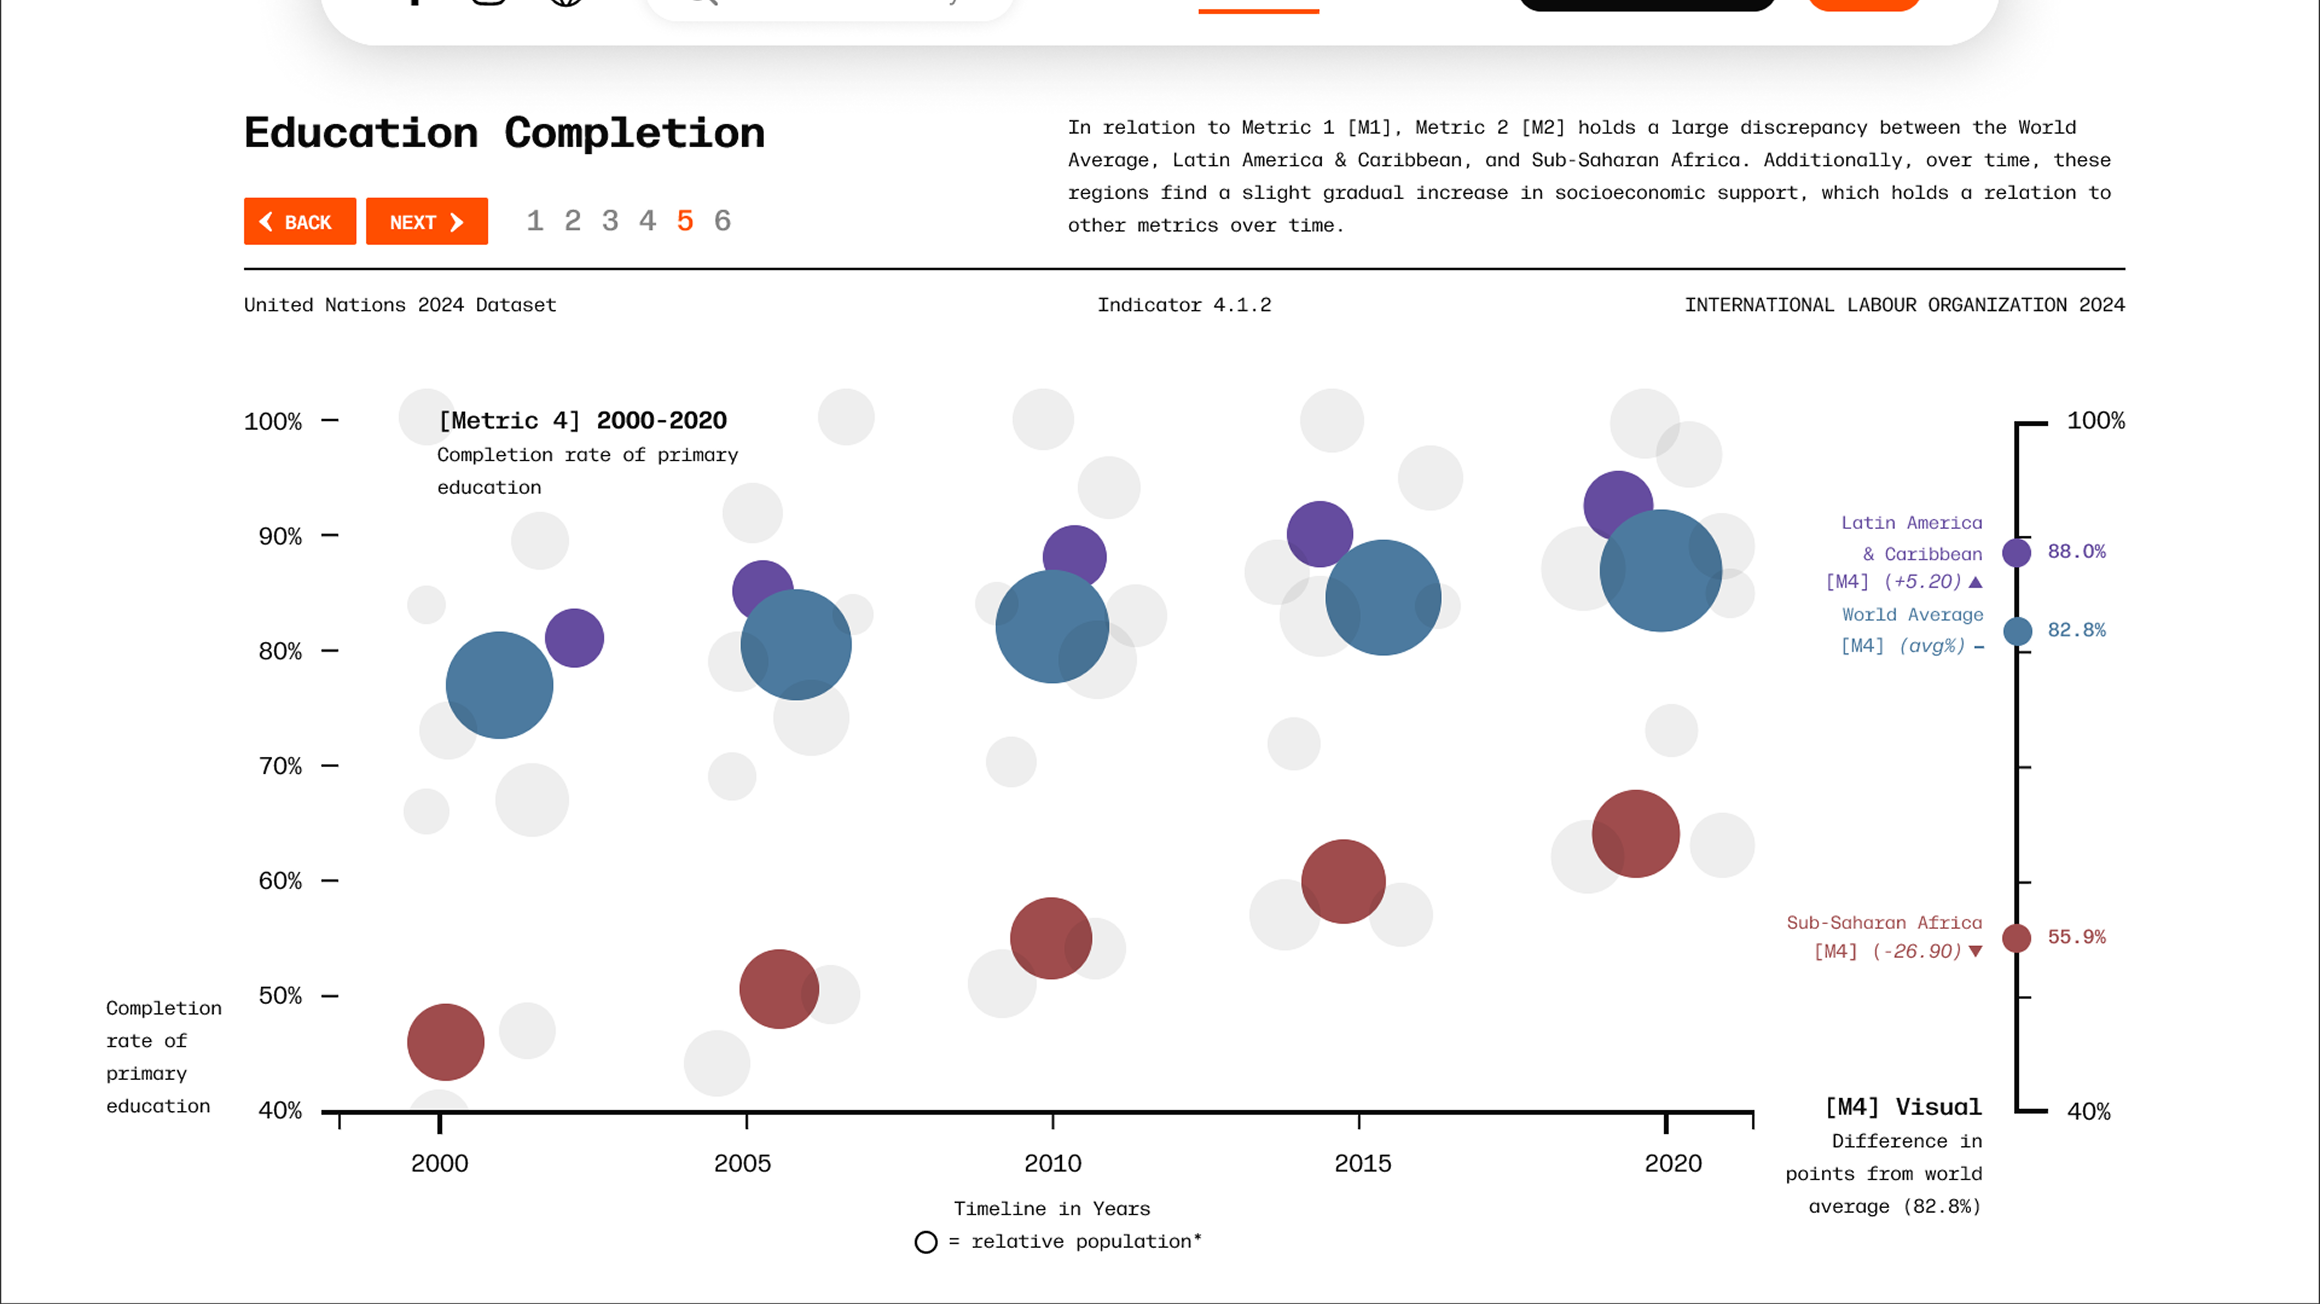 Education Completion
BACK
NEXT
1 2 3 4 5 6
In relation to Metric 1 [M1], Metric 2 [M2] holds a large discrepancy between the World
Average, Latin America & Caribbean, and Sub-Saharan Africa. Additionally, over time, these
regions find a slight gradual increase in socioeconomic support, which holds a relation to
other metrics over time.
United Nations 2024 Dataset
Indicator 4.1.2
INTERNATIONAL LABOUR ORGANIZATION 2024
[Metric 4] 2000-2020
Completion rate of primary
education
100%
90%
80%
70%
60%
50%
40%
Completion
rate of
primary
education
2000
2005
2010
2015
2020
Timeline in Years
= relative population*
100%
Latin America
& Caribbean
[M4] (+5.20)
88.0%
World Average
[M4] (avg%)
82.8%
Sub-Saharan Africa
[M4] (-26.90)
55.9%
40%
[M4] Visual
Difference in
points from world
average (82.8%)